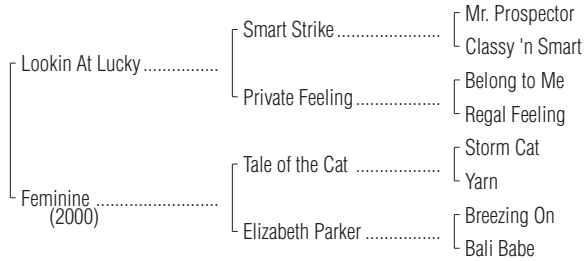 Mr. Prospector
Smart Strike ....................
Classy 'n Smart
Lookin At Lucky ................
Belong to Me
Private Feeling ................
Regal Feeling
Storm Cat
Tale of the Cat ................
Yarn
Feminine ..........................
(2000)
Breezing On
Elizabeth Parker ..............
Bali Babe